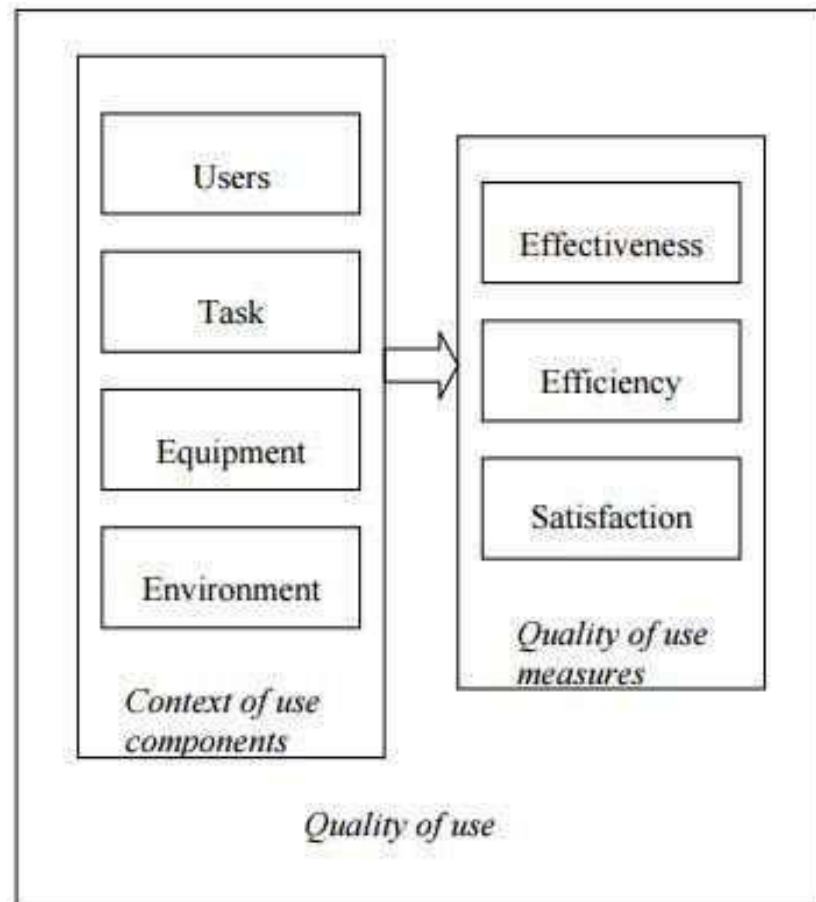 Users
Task
Equipment
Environment
Context of use
components
Effectiveness
Efficiency
Satisfaction
Quality of use
measures
Quality of use